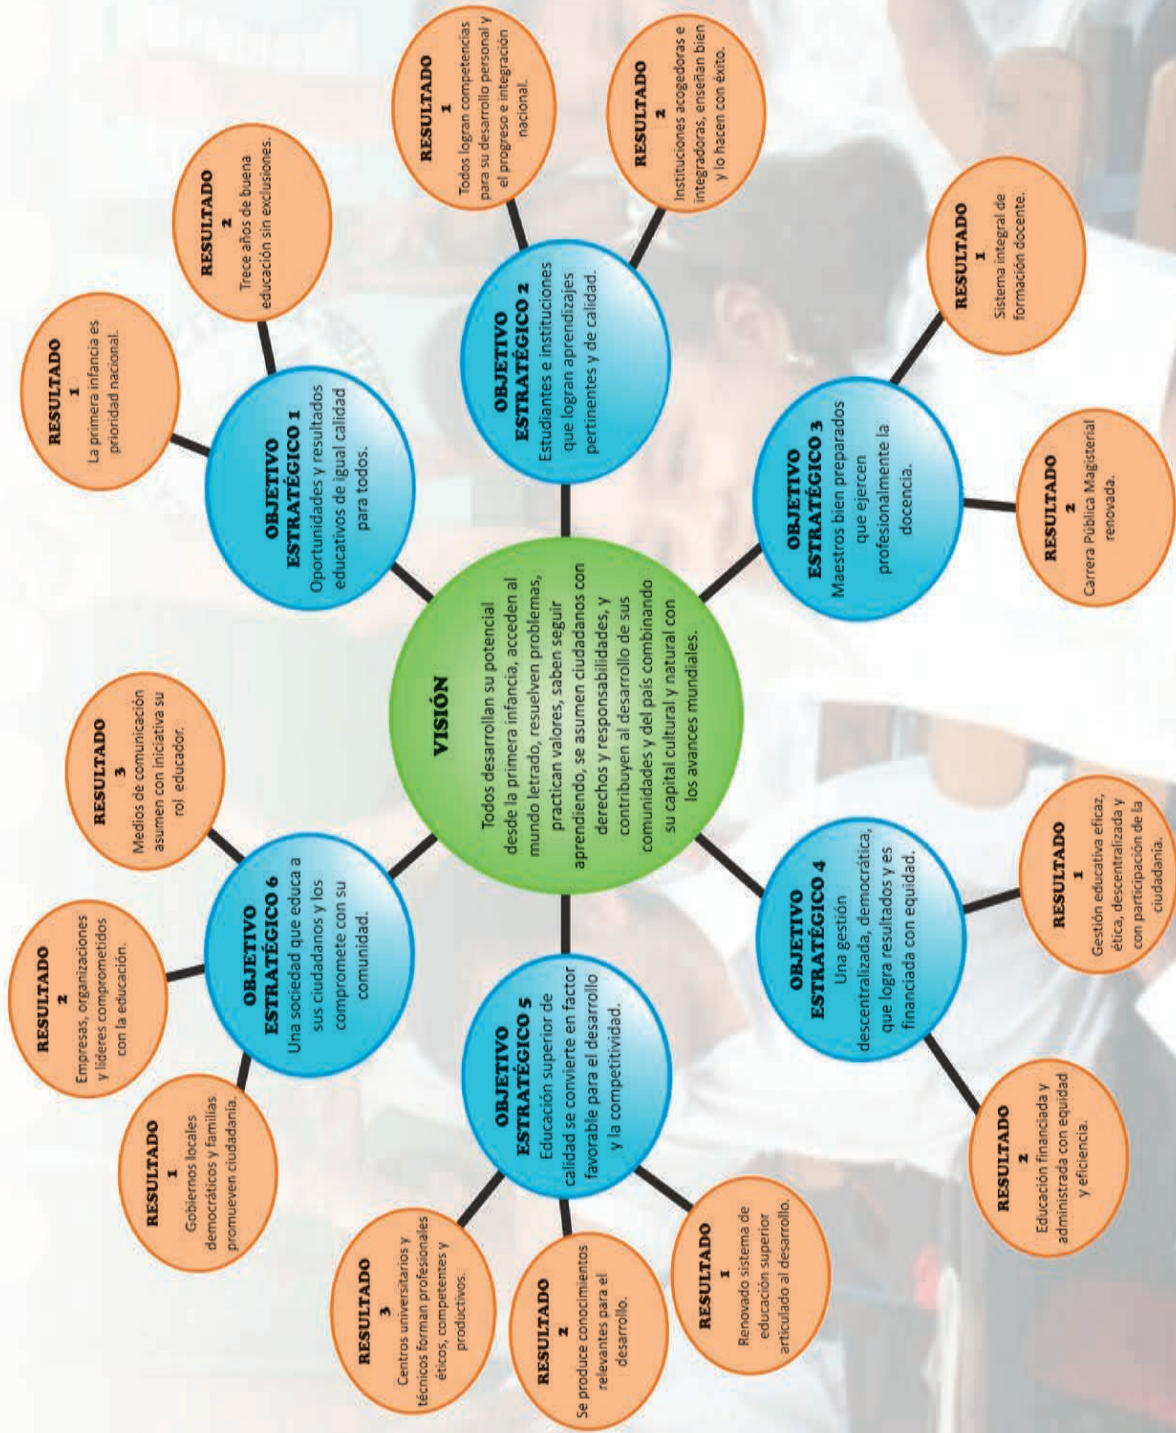 VISIÓN
Todos desarrollan su potencial
desde la primera infancia, acceden al
mundo letrado, resuelven problemas,
practican valores, saben seguir
aprendiendo, se asumen ciudadanos con
derechos y responsabilidades, y
contribuyen al desarrollo de sus
comunidades y del país combinando
su capital cultural y natural con
los avances mundiales.
OBJETIVO
ESTRATÉGICO 1
Oportunidades y resultados
educativos de igual calidad
para todos.
RESULTADO
1
La primera infancia es
prioridad nacional.
RESULTADO
2
Trece años de buena
educación sin exclusiones.
OBJETIVO
ESTRATÉGICO 2
Estudiantes e instituciones
que logran aprendizajes
pertinentes y de calidad.
RESULTADO
1
Todos logran competencias
para su desarrollo personal y
el progreso e integración
nacional.
RESULTADO
2
Instituciones acogedoras e
integradoras, enseñan bien
y lo hacen con éxito.
OBJETIVO
ESTRATÉGICO 3
Maestros bien preparados
que ejercen
profesionalmente la
docencia.
RESULTADO
1
Sistema integral de
formación docente.
RESULTADO
2
Carrera Pública Magisterial
renovada.
OBJETIVO
ESTRATÉGICO 4
Una gestión
descentralizada, democrática,
que logra resultados y es
financiada con equidad.
RESULTADO
1
Gestión educativa eficaz,
ética, descentralizada y
con participación de la
ciudadanía.
RESULTADO
2
Educación financiada y
administrada con equidad
y eficiencia.
OBJETIVO
ESTRATÉGICO 5
Educación superior de
calidad se convierte en factor
favorable para el desarrollo
y la competitividad.
RESULTADO
1
Renovado sistema de
educación superior
articulado al desarrollo.
RESULTADO
2
Se produce conocimientos
relevantes para el
desarrollo.
RESULTADO
3
Centros universitarios y
técnicos forman profesionales
éticos, competentes y
productivos.
OBJETIVO
ESTRATÉGICO 6
Una sociedad que educa a
sus ciudadanos y los
compromete con su
comunidad.
RESULTADO
1
Gobiernos locales
democráticos y familias
promueven ciudadanía.
RESULTADO
2
Empresas, organizaciones
y líderes comprometidos
con la educación.
RESULTADO
3
Medios de comunicación
asumen con iniciativa su
rol educador.